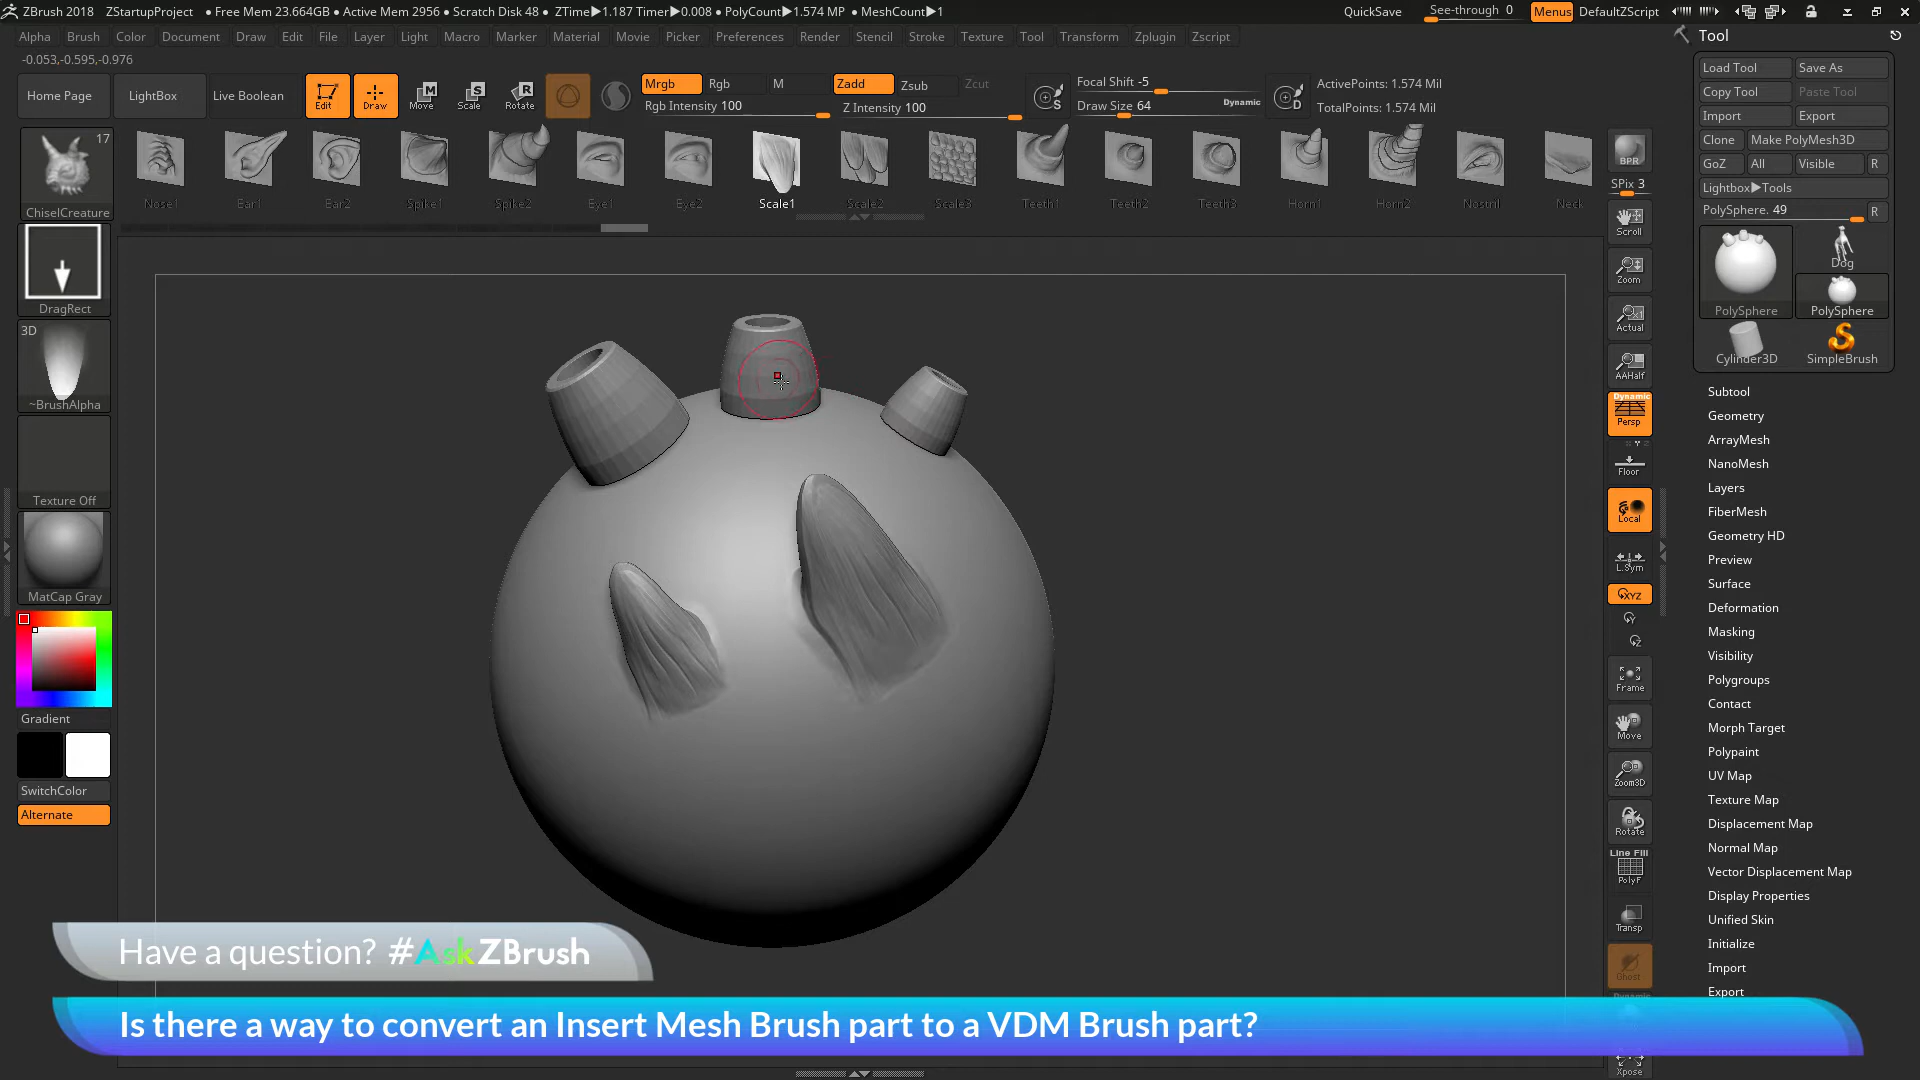 ZBrush 2018 ZStartupProject • Free Mem 23.664GB • Active Mem 2956 • Scratch Disk 48 • ZTime▶1.187 Timer▶0.008 • PolyCount▶1.574 MP • MeshCount▶1 QuickSave See-through 0 Menus DefaultZScript
Alpha Brush Color Document Draw Edit File Layer Light Macro Marker Material Movie Picker Preferences Render Stencil Stroke Texture Tool Transform Zplugin Zscript
-0.053,-0.595,-0.976
Home Page LightBox Live Boolean Edit Draw Move Scale Rotate
Mrgb Rgb M Zadd Zsub Zcut
Rgb Intensity 100 Z Intensity 100
S
Focal Shift -5
Draw Size 64 Dynamic
D
ActivePoints: 1.574 Mil
TotalPoints: 1.574 Mil
17
ChiselCreature
Nose1 Ear1 Ear2 Spike1 Spike2 Eye1 Eye2 Scale1 Scale2 Scale3 Teeth1 Teeth2 Teeth3 Horn1 Horn2 Nostril Neck
DragRect
3D
~BrushAlpha
Texture Off
MatCap Gray
Gradient
SwitchColor
Alternate
BPR
SPix 3
Scroll
Zoom
Actual
AAHalf
Dynamic
Persp
Floor
Local
L.Sym
XYZ
Y
Z
Frame
Move
Zoom3D
Rotate
Line Fill
PolyF
Transp
Ghost
Dynamic
Xpose
Tool
Load Tool Save As
Copy Tool Paste Tool
Import Export
Clone Make PolyMesh3D
GoZ All Visible R
Lightbox▶Tools
PolySphere. 49 R
PolySphere
Dog
PolySphere
Cylinder3D SimpleBrush
Subtool
Geometry
ArrayMesh
NanoMesh
Layers
FiberMesh
Geometry HD
Preview
Surface
Deformation
Masking
Visibility
Polygroups
Contact
Morph Target
Polypaint
UV Map
Texture Map
Displacement Map
Normal Map
Vector Displacement Map
Display Properties
Unified Skin
Initialize
Import
Export
Have a question? #AskZBrush
Is there a way to convert an Insert Mesh Brush part to a VDM Brush part?